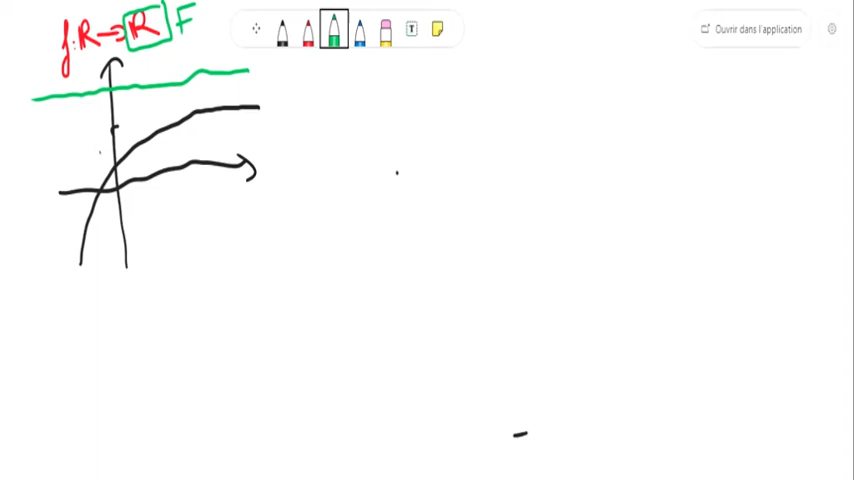 f: R → R F
T
Ouvrir dans l'application